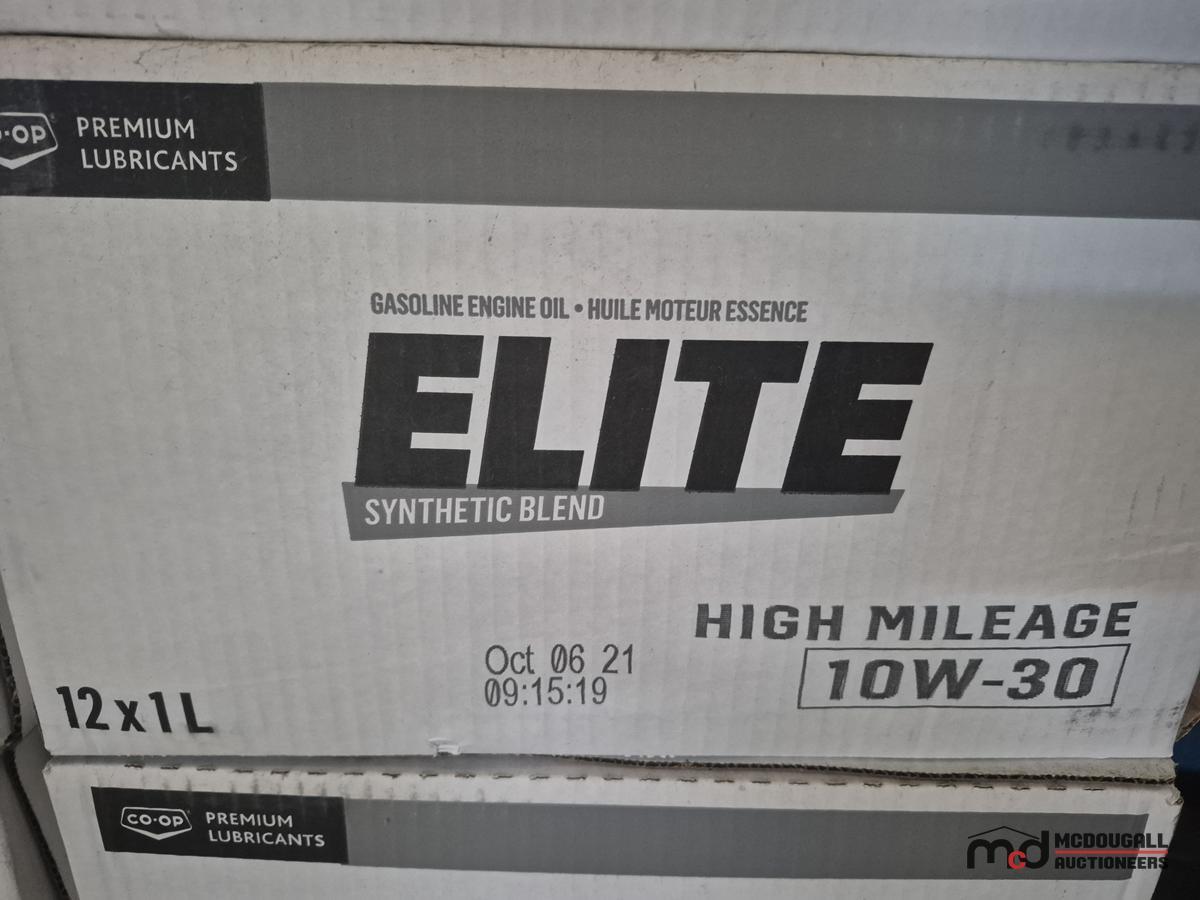 ·OP
PREMIUM
LUBRICANTS
GASOLINE ENGINE OIL • HUILE MOTEUR ESSENCE
ELITE
SYNTHETIC BLEND
HIGH MILEAGE
10W-30
Oct 06 21
09:15:19
12 x 1 L
CO·OP
PREMIUM
LUBRICANTS
mcd
MCDOUGALL
AUCTIONEERS